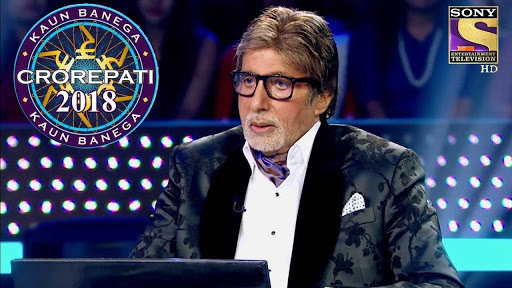 KAUN BANEGA
CROREPATI
2018
KAUN BANEGA
SONY
ENTERTAINMENT
TELEVISION
HD